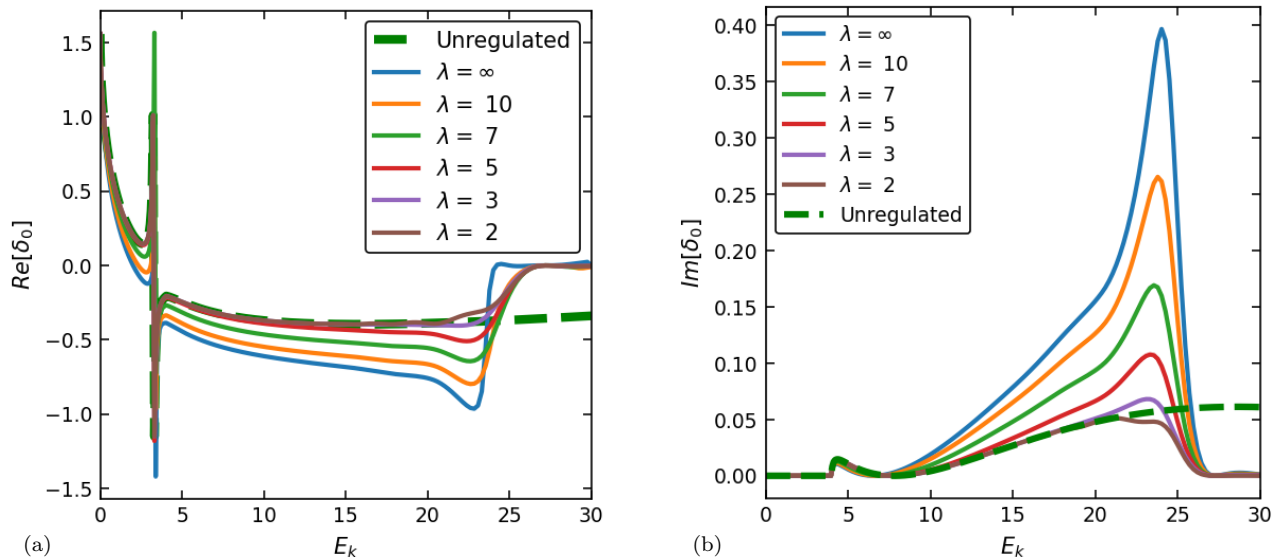 1.5
1.0
0.5
0.0
−0.5
−1.0
−1.5
Re[δ₀]
Unregulated
λ = ∞
λ = 10
λ = 7
λ = 5
λ = 3
λ = 2
0 5 10 15 20 25 30
(a) E_k
0.40
0.35
0.30
0.25
0.20
0.15
0.10
0.05
0.00
Im[δ₀]
λ = ∞
λ = 10
λ = 7
λ = 5
λ = 3
λ = 2
Unregulated
0 5 10 15 20 25 30
(b) E_k